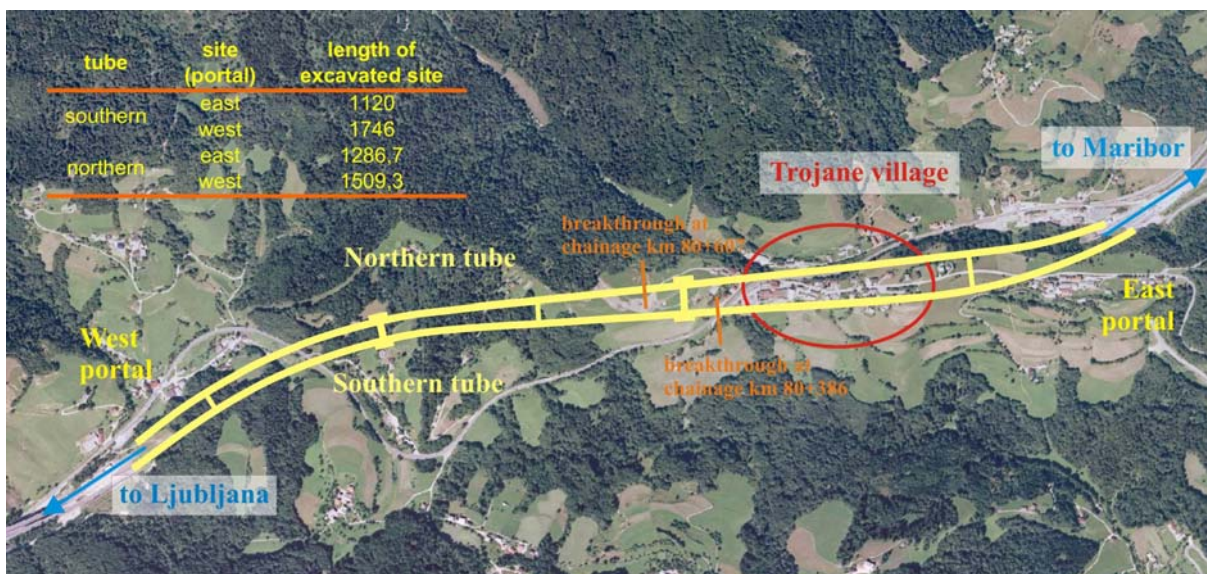 tube site (portal) length of excavated site
southern east 1120
west 1746
northern east 1286,7
west 1509,3
to Maribor
Trojane village
breakthrough at
chainage km 80+607
Northern tube
East
portal
West
portal
breakthrough at
chainage km 80+386
Southern tube
to Ljubljana